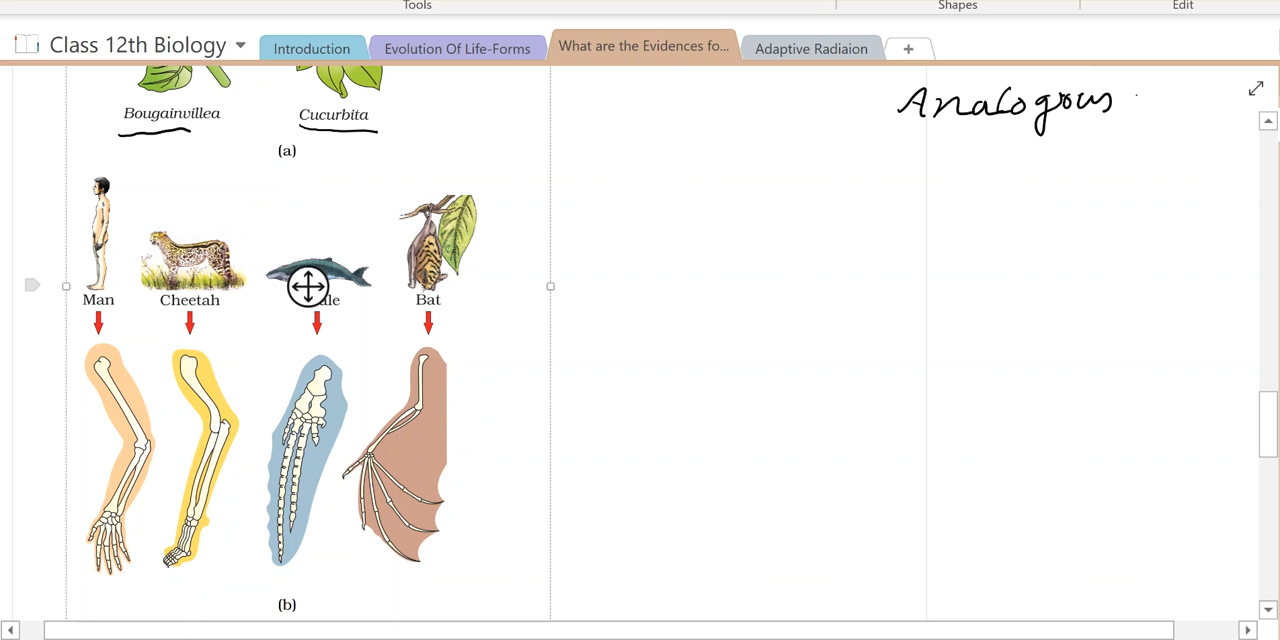 Tools Shapes Edit
Class 12th Biology Introduction Evolution Of Life-Forms What are the Evidences fo... Adaptive Radiaion +
Analogous
Bougainvillea Cucurbita
(a)
Man Cheetah ale Bat
(b)